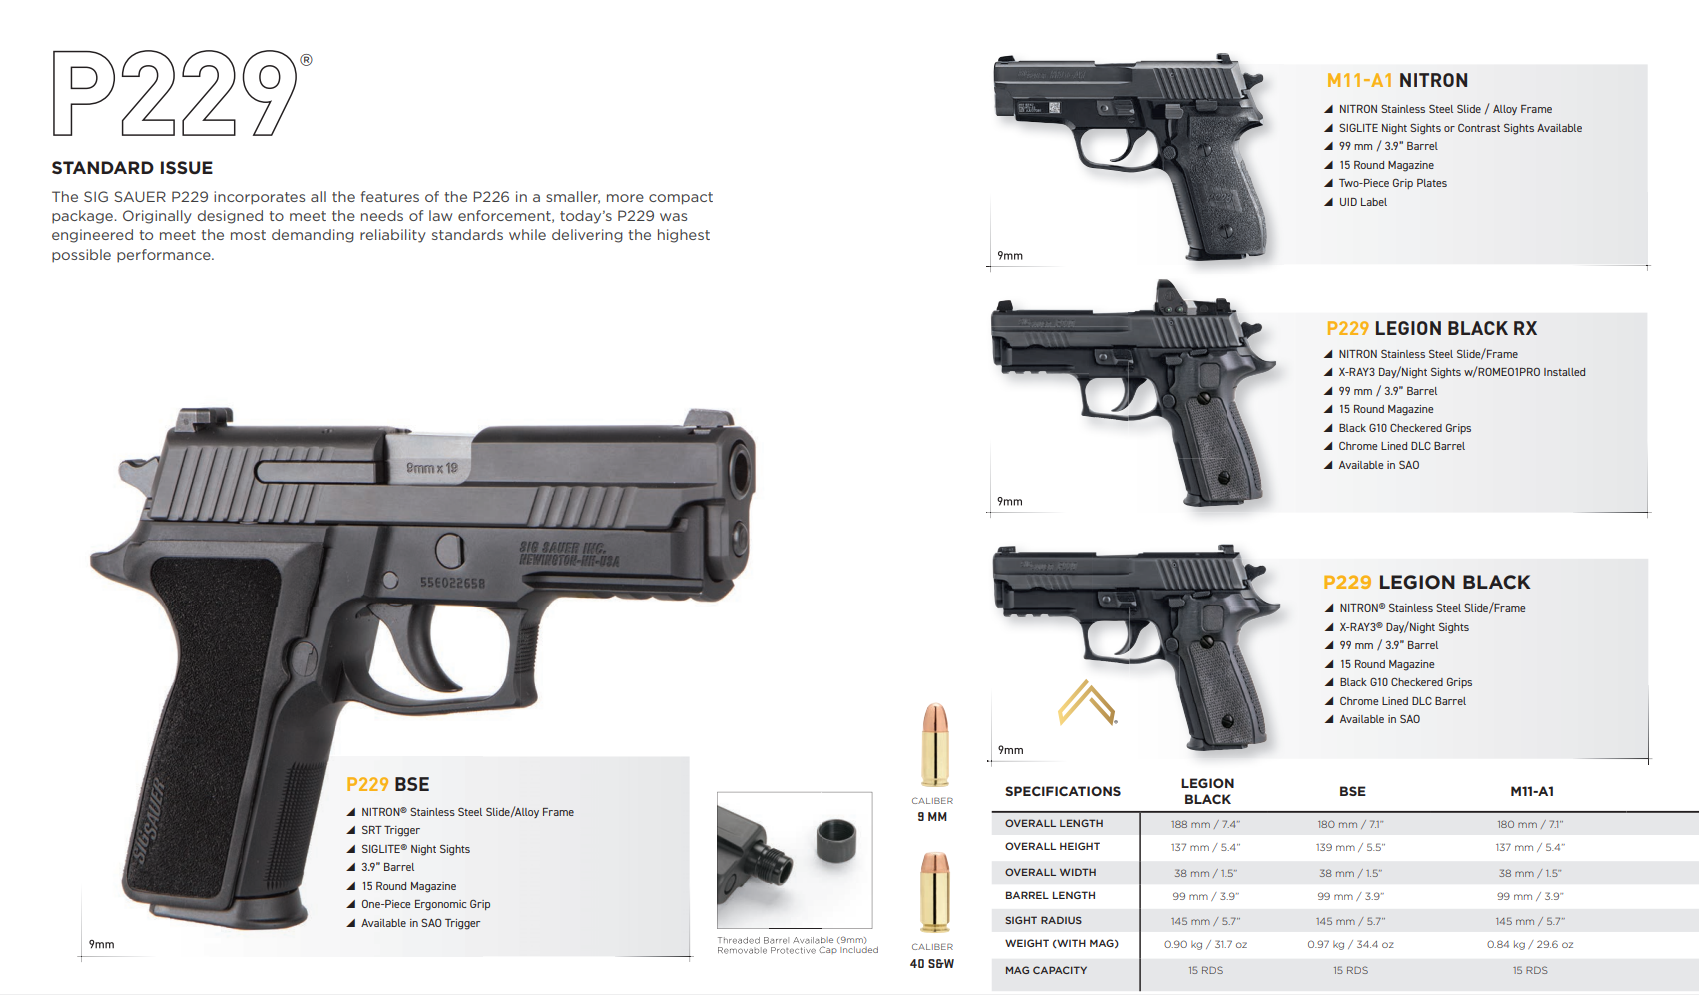 P229®
STANDARD ISSUE
The SIG SAUER P229 incorporates all the features of the P226 in a smaller, more compact
package. Originally designed to meet the needs of law enforcement, today's P229 was
engineered to meet the most demanding reliability standards while delivering the highest
possible performance.
9mm x 19
SIG SAUER INC.
NEWINGTON-NH-USA
55E022658
SIGSAUER
9mm
P229 BSE
NITRON® Stainless Steel Slide/Alloy Frame
SRT Trigger
SIGLITE® Night Sights
3.9" Barrel
15 Round Magazine
One-Piece Ergonomic Grip
Available in SAO Trigger
Threaded Barrel Available (9mm)
Removable Protective Cap Included
CALIBER
9 MM
CALIBER
40 S&W
M11-A1 NITRON
NITRON Stainless Steel Slide / Alloy Frame
SIGLITE Night Sights or Contrast Sights Available
99 mm / 3.9" Barrel
15 Round Magazine
Two-Piece Grip Plates
UID Label
9mm
P229 LEGION BLACK RX
NITRON Stainless Steel Slide/Frame
X-RAY3 Day/Night Sights w/ROMEO1PRO Installed
99 mm / 3.9" Barrel
15 Round Magazine
Black G10 Checkered Grips
Chrome Lined DLC Barrel
Available in SAO
9mm
P229 LEGION BLACK
NITRON® Stainless Steel Slide/Frame
X-RAY3® Day/Night Sights
99 mm / 3.9" Barrel
15 Round Magazine
Black G10 Checkered Grips
Chrome Lined DLC Barrel
Available in SAO
9mm
SPECIFICATIONS LEGION BLACK BSE M11-A1
OVERALL LENGTH 188 mm / 7.4" 180 mm / 7.1" 180 mm / 7.1"
OVERALL HEIGHT 137 mm / 5.4" 139 mm / 5.5" 137 mm / 5.4"
OVERALL WIDTH 38 mm / 1.5" 38 mm / 1.5" 38 mm / 1.5"
BARREL LENGTH 99 mm / 3.9" 99 mm / 3.9" 99 mm / 3.9"
SIGHT RADIUS 145 mm / 5.7" 145 mm / 5.7" 145 mm / 5.7"
WEIGHT (WITH MAG) 0.90 kg / 31.7 oz 0.97 kg / 34.4 oz 0.84 kg / 29.6 oz
MAG CAPACITY 15 RDS 15 RDS 15 RDS